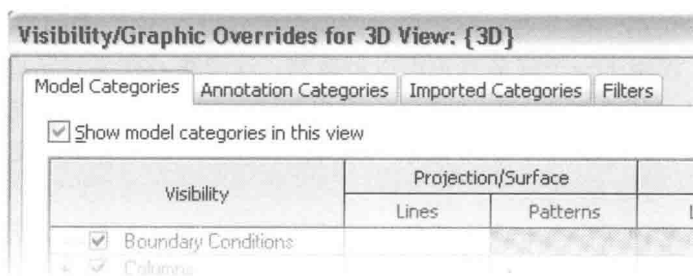 Visibility/Graphic Overrides for 3D View: {3D}
Model Categories Annotation Categories Imported Categories Filters
Show model categories in this view
Visibility Projection/Surface
Lines Patterns
Boundary Conditions
Columns